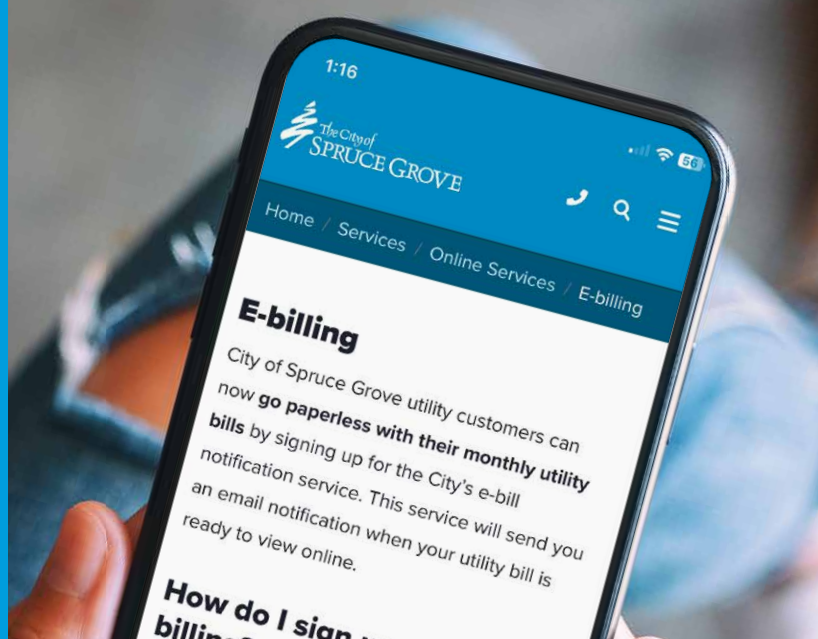 1:16
56
The City of
SPRUCE GROVE
Home / Services / Online Services / E-billing
E-billing
City of Spruce Grove utility customers can
now go paperless with their monthly utility
bills by signing up for the City's e-bill
notification service. This service will send you
an email notification when your utility bill is
ready to view online.
How do I sign